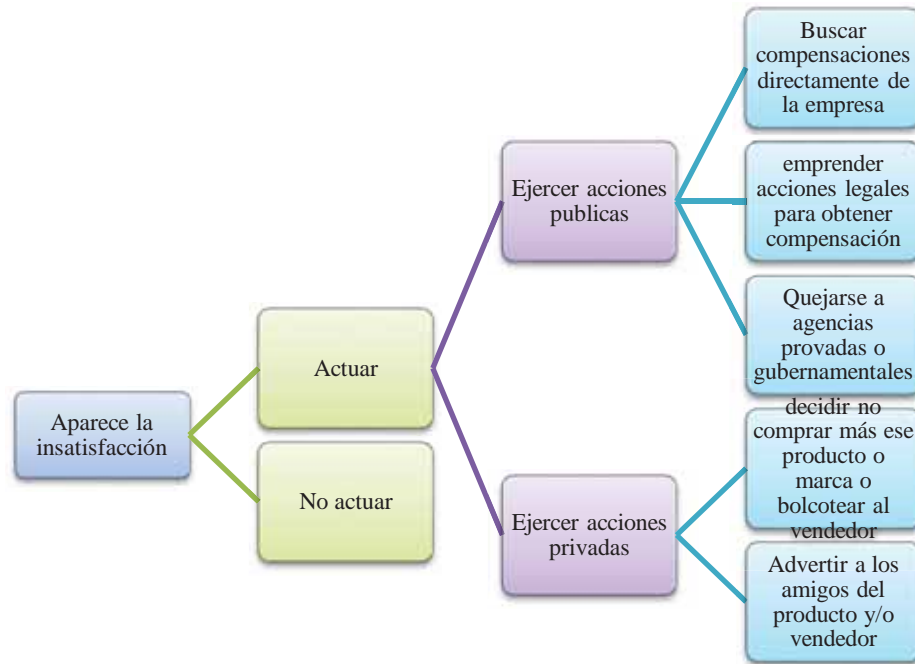 Aparece la
insatisfacción
Actuar
No actuar
Ejercer acciones
publicas
Ejercer acciones
privadas
Buscar
compensaciones
directamente de
la empresa
emprender
acciones legales
para obtener
compensación
Quejarse a
agencias
provadas o
gubernamentales
decidir no
comprar más ese
producto o
marca o
bolcotear al
vendedor
Advertir a los
amigos del
producto y/o
vendedor